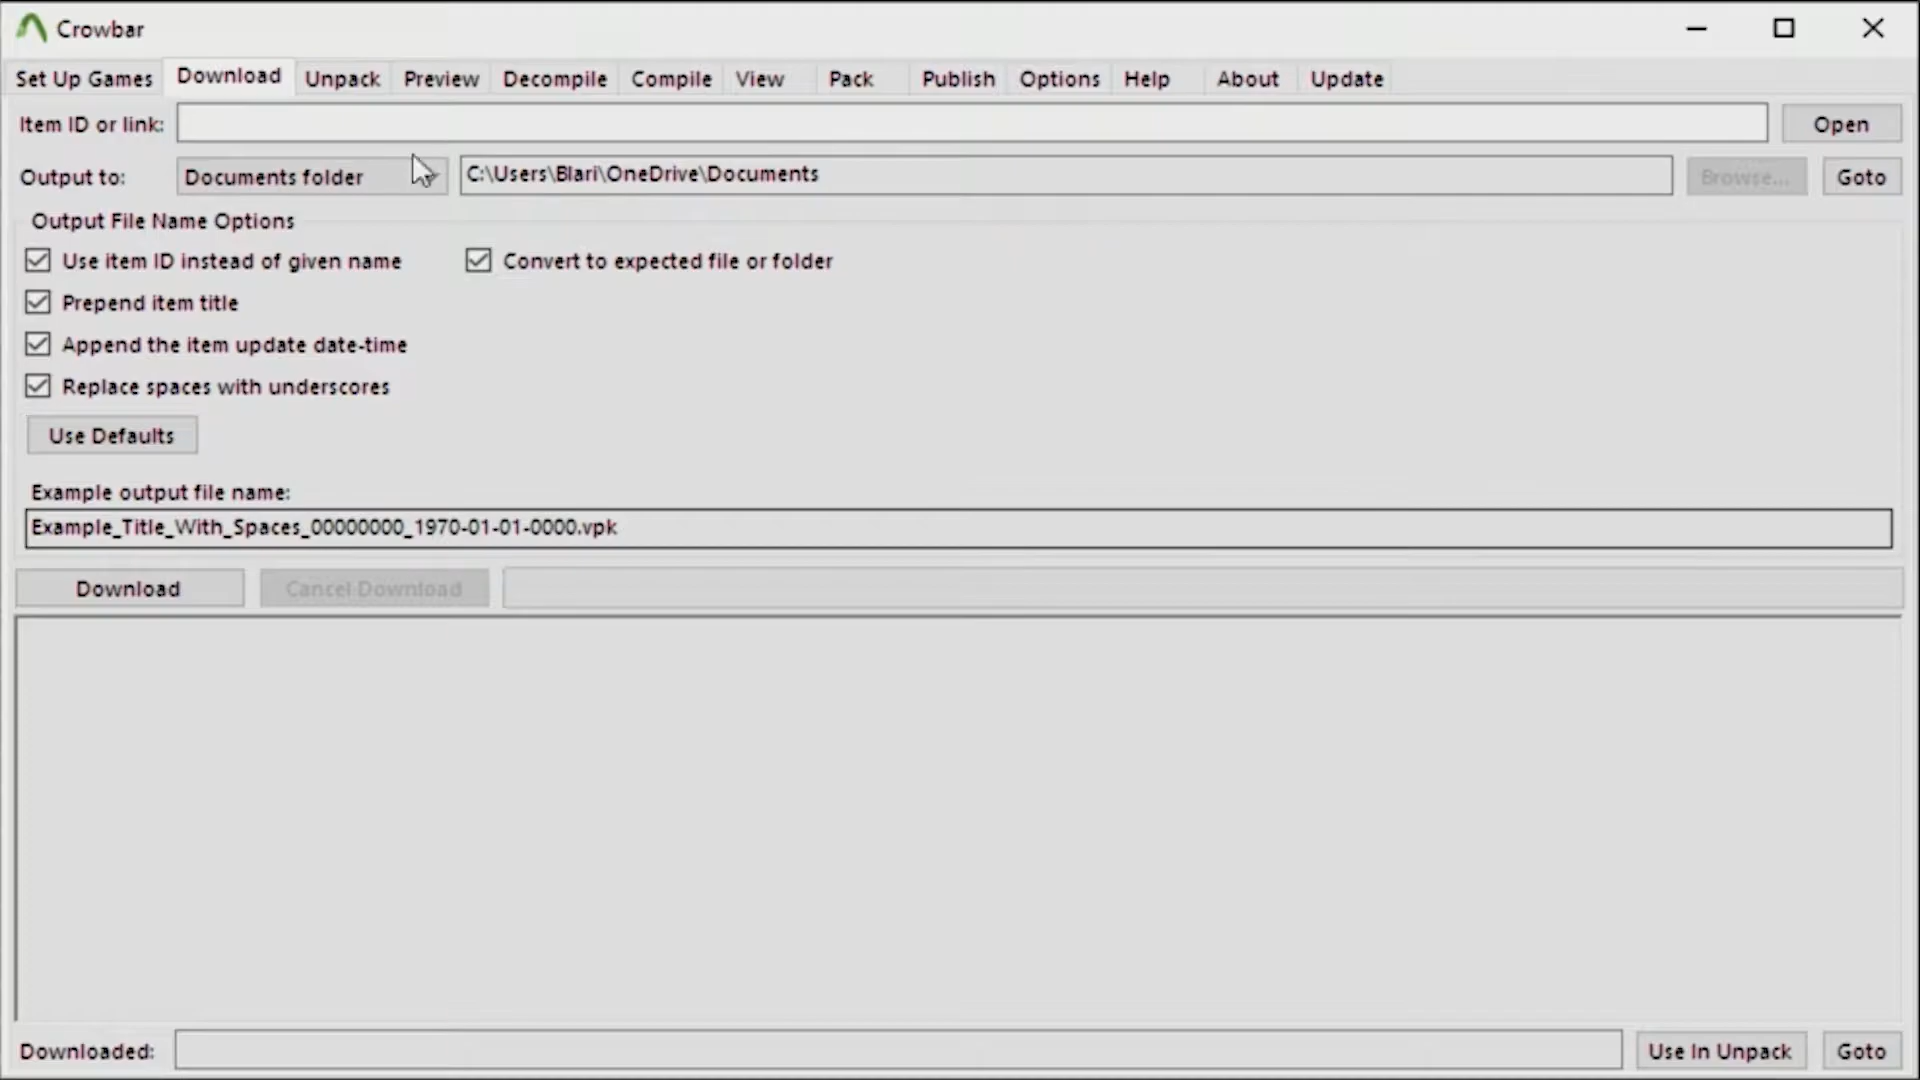 Crowbar
Set Up Games Download Unpack Preview Decompile Compile View Pack Publish Options Help About Update
Item ID or link: Open
Output to: Documents folder C:\Users\Blari\OneDrive\Documents Browse... Goto
Output File Name Options
Use item ID instead of given name Convert to expected file or folder
Prepend item title
Append the item update date-time
Replace spaces with underscores
Use Defaults
Example output file name:
Example_Title_With_Spaces_00000000_1970-01-01-0000.vpk
Download Cancel Download
Downloaded: Use In Unpack Goto